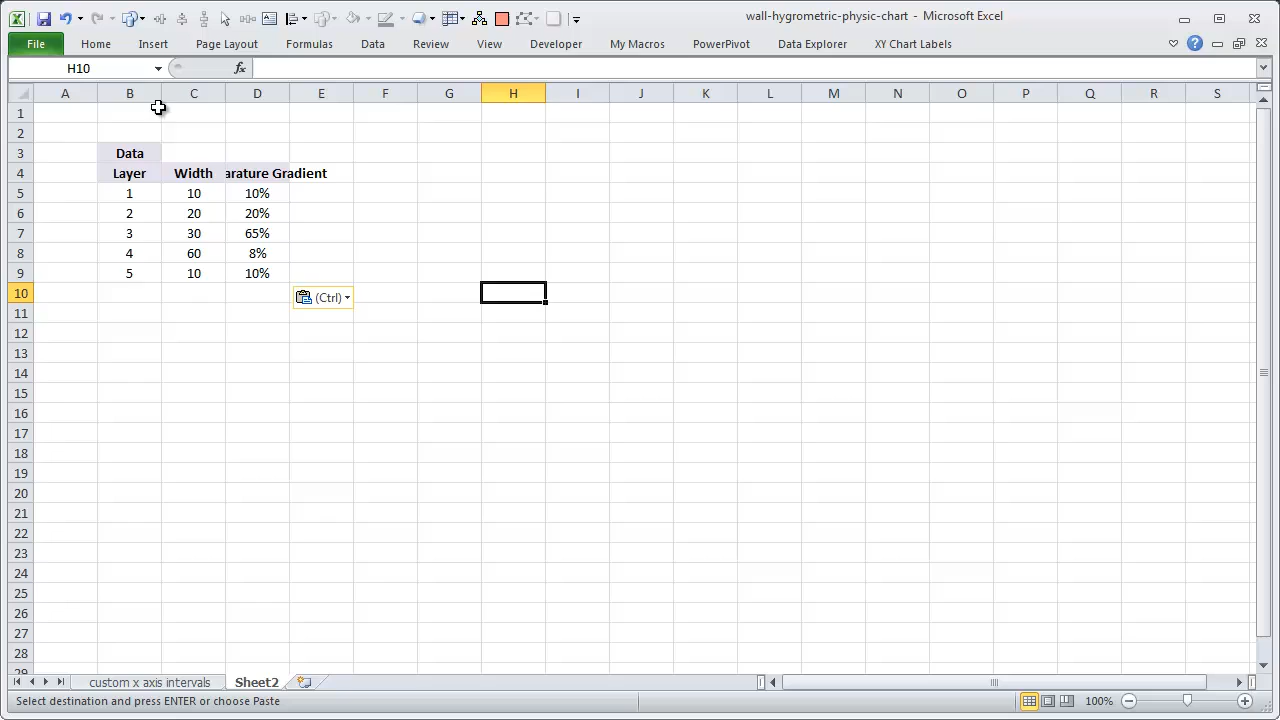 wall-hygrometric-physic-chart - Microsoft Excel
File Home Insert Page Layout Formulas Data Review View Developer My Macros PowerPivot Data Explorer XY Chart Labels
H10 fx
A B C D E F G H I J K L M N O P Q R S
1
2
3 Data
4 Layer Width arature Gradient
5 1 10 10%
6 2 20 20%
7 3 30 65%
8 4 60 8%
9 5 10 10%
10 (Ctrl)
11
12
13
14
15
16
17
18
19
20
21
22
23
24
25
26
27
28
29
custom x axis intervals Sheet2
Select destination and press ENTER or choose Paste 100%